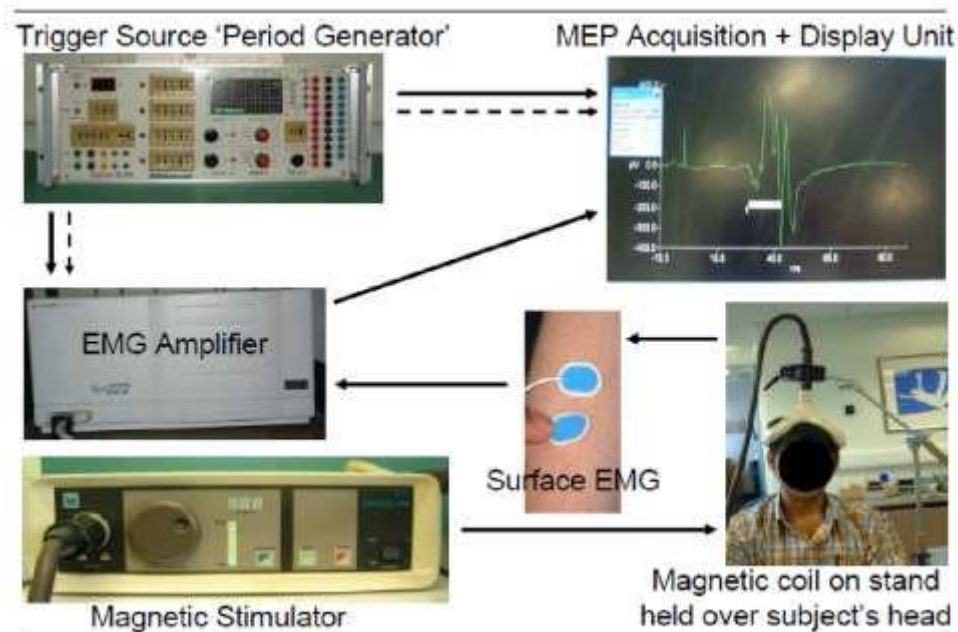 Trigger Source 'Period Generator'
MEP Acquisition + Display Unit
EMG Amplifier
Surface EMG
Magnetic Stimulator
Magnetic coil on stand
held over subject's head